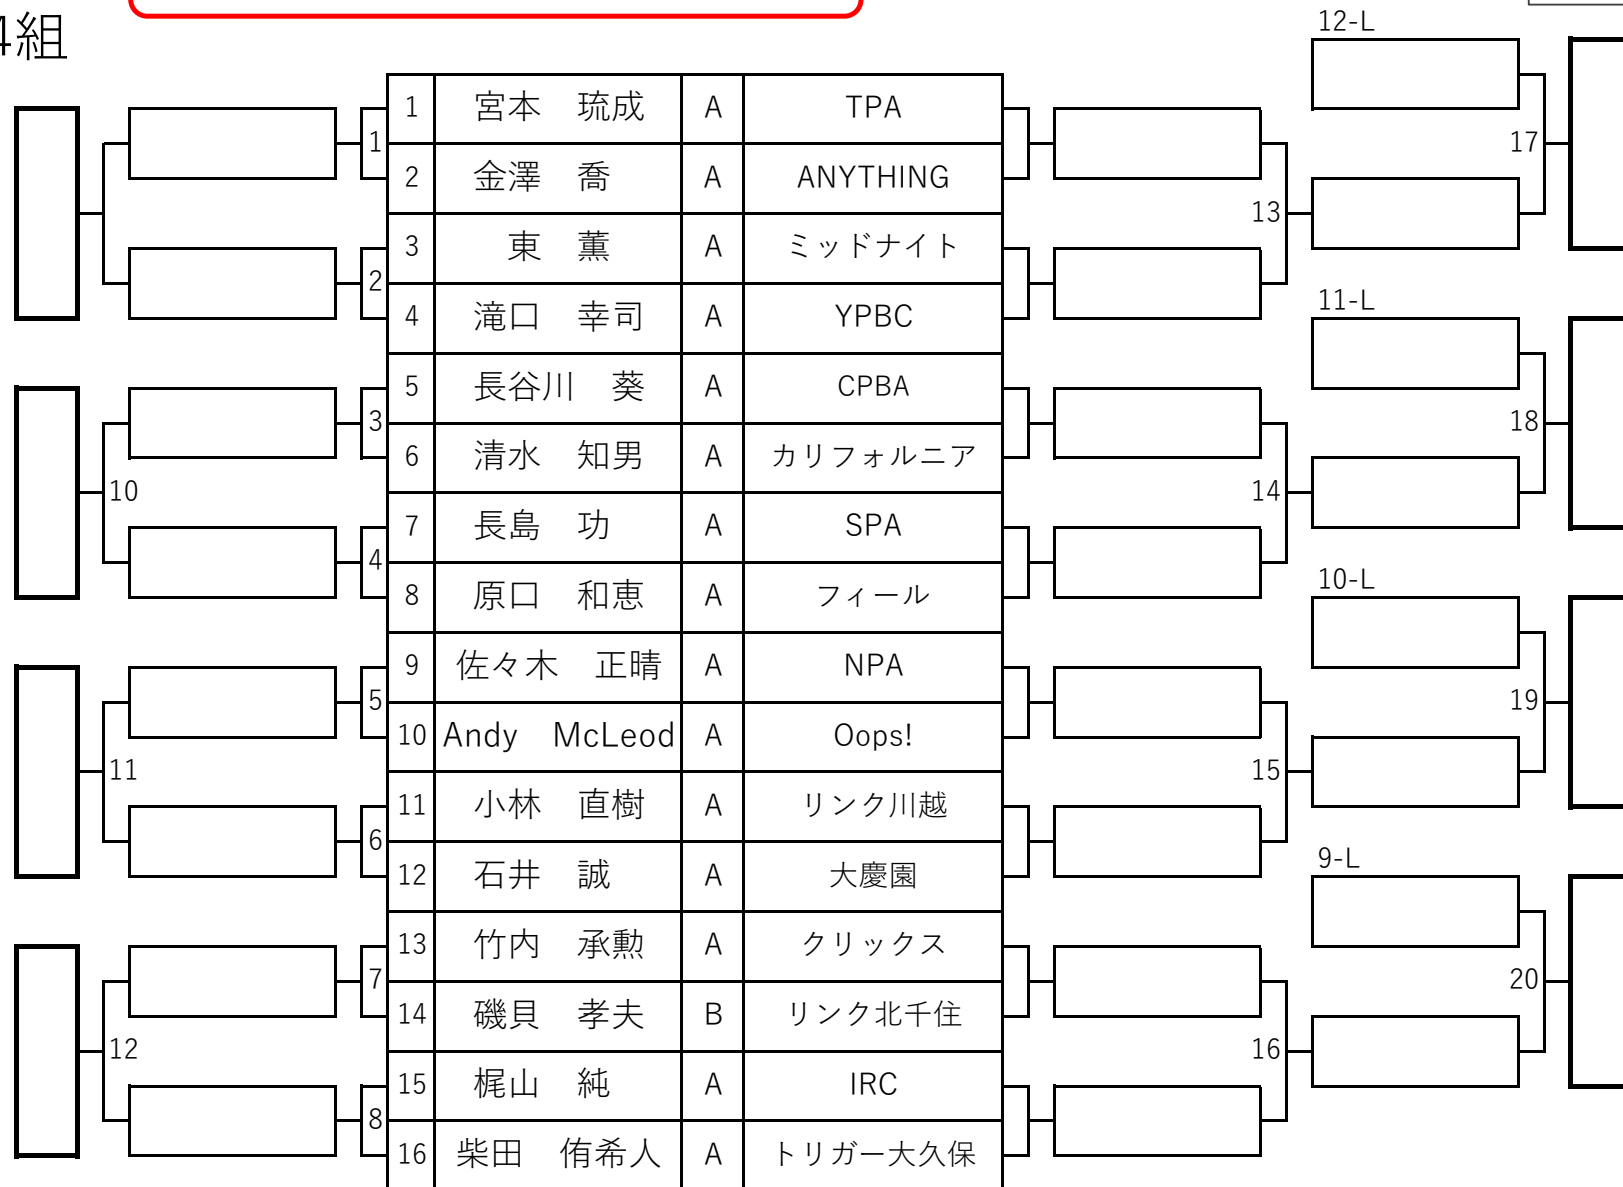 4組
1 宮本　琉成 A TPA
2 金澤　喬 A ANYTHING
3 東　薫 A ミッドナイト
4 滝口　幸司 A YPBC
5 長谷川　葵 A CPBA
6 清水　知男 A カリフォルニア
7 長島　功 A SPA
8 原口　和恵 A フィール
9 佐々木　正晴 A NPA
10 Andy　McLeod A Oops!
11 小林　直樹 A リンク川越
12 石井　誠 A 大慶園
13 竹内　承勲 A クリックス
14 磯貝　孝夫 B リンク北千住
15 梶山　純 A IRC
16 柴田　侑希人 A トリガー大久保
1
2
3
4
5
6
7
8
10
11
12
13
14
15
16
12-L
17
11-L
18
10-L
19
9-L
20